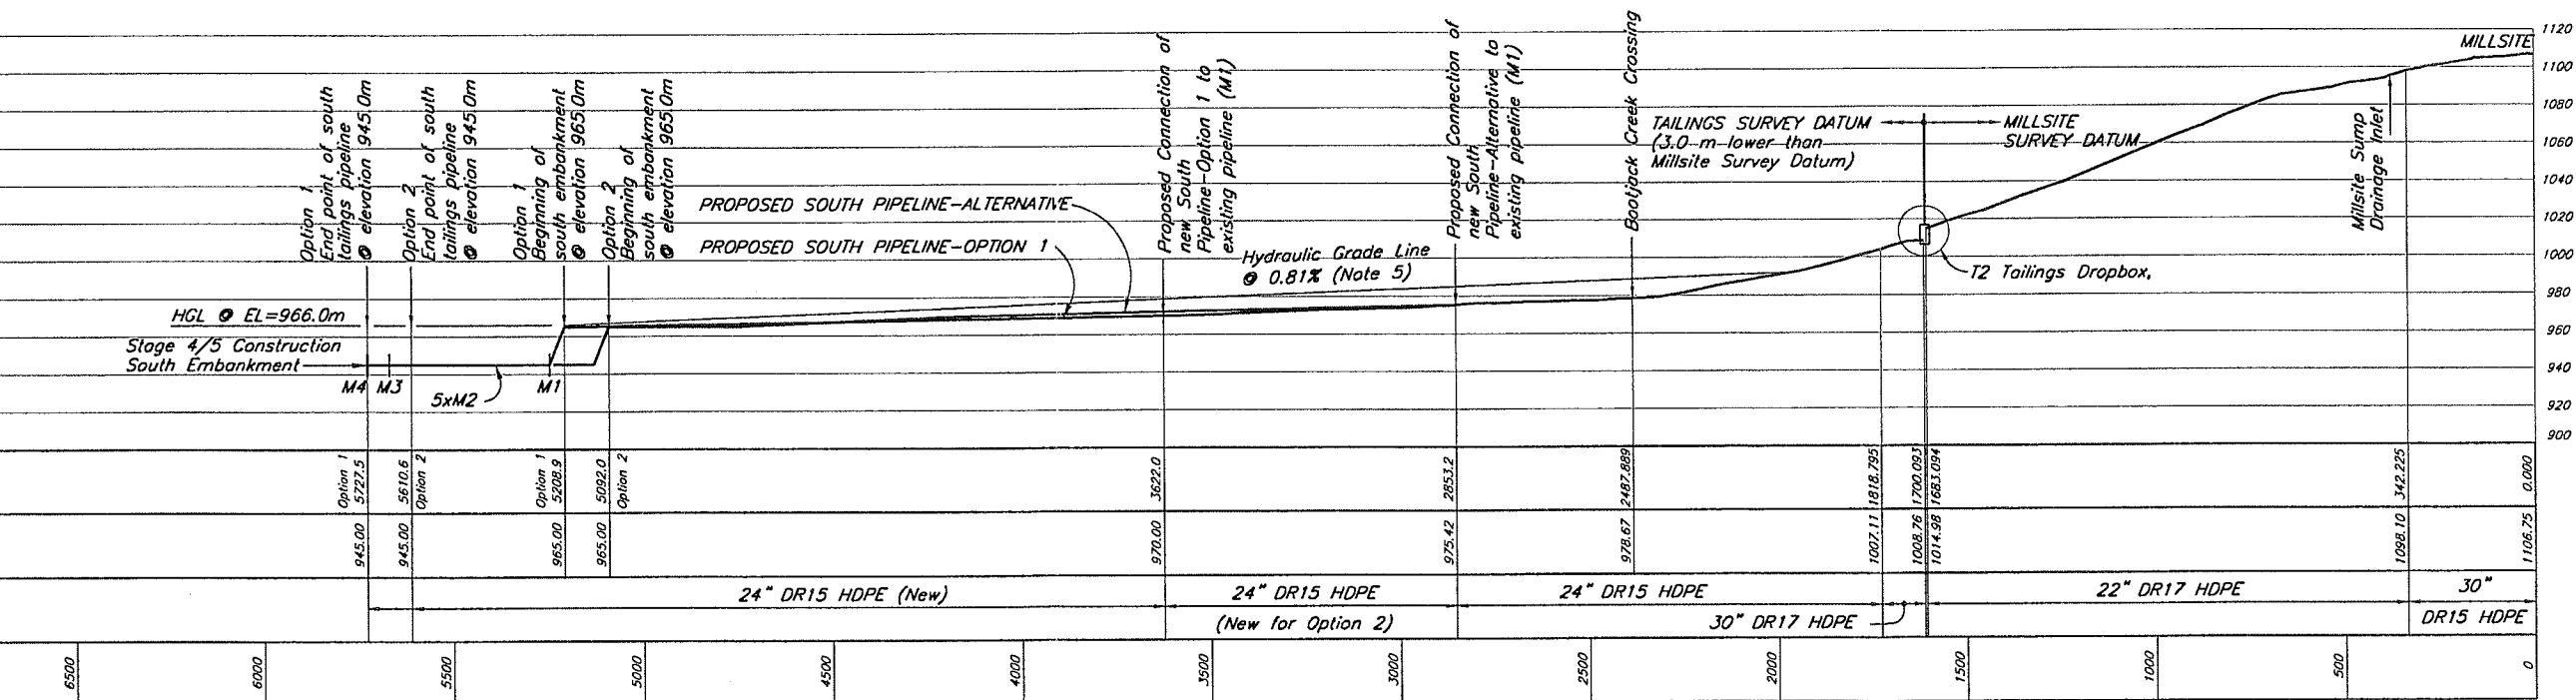 Option 1
End point of south
tailings pipeline
@ elevation 945.0m
Option 2
End point of south
tailings pipeline
@ elevation 945.0m
Option 1
Beginning of
south embankment
@ elevation 965.0m
Option 2
Beginning of
south embankment
@ elevation 965.0m
Proposed Connection of
new South
Pipeline-Option 1 to
existing pipeline (M1)
Proposed Connection of
new South
Pipeline-Alternative to
existing pipeline (M1)
Bootjack Creek Crossing
TAILINGS SURVEY DATUM
(3.0 m lower than
Millsite Survey Datum)
MILLSITE
SURVEY DATUM
Millsite Sump
Drainage Inlet
MILLSITE
1120
1100
1080
1060
1040
1020
1000
980
960
940
920
900
PROPOSED SOUTH PIPELINE-ALTERNATIVE
PROPOSED SOUTH PIPELINE-OPTION 1
Hydraulic Grade Line
@ 0.81% (Note 5)
T2 Tailings Dropbox,
HGL @ EL=966.0m
Stage 4/5 Construction
South Embankment
M4 M3
5xM2
M1
Option 1
5727.5
5610.6
Option 2
Option 1
5208.9
5092.0
Option 2
3622.0
2853.2
2487.889
1818.795
1700.093
1683.094
342.225
0.000
945.00
945.00
965.00
965.00
970.00
975.42
978.67
1007.11
1008.76
1014.98
1098.10
1106.75
24" DR15 HDPE (New)
24" DR15 HDPE
(New for Option 2)
24" DR15 HDPE
30" DR17 HDPE
22" DR17 HDPE
30"
DR15 HDPE
6500
6000
5500
5000
4500
4000
3500
3000
2500
2000
1500
1000
500
0